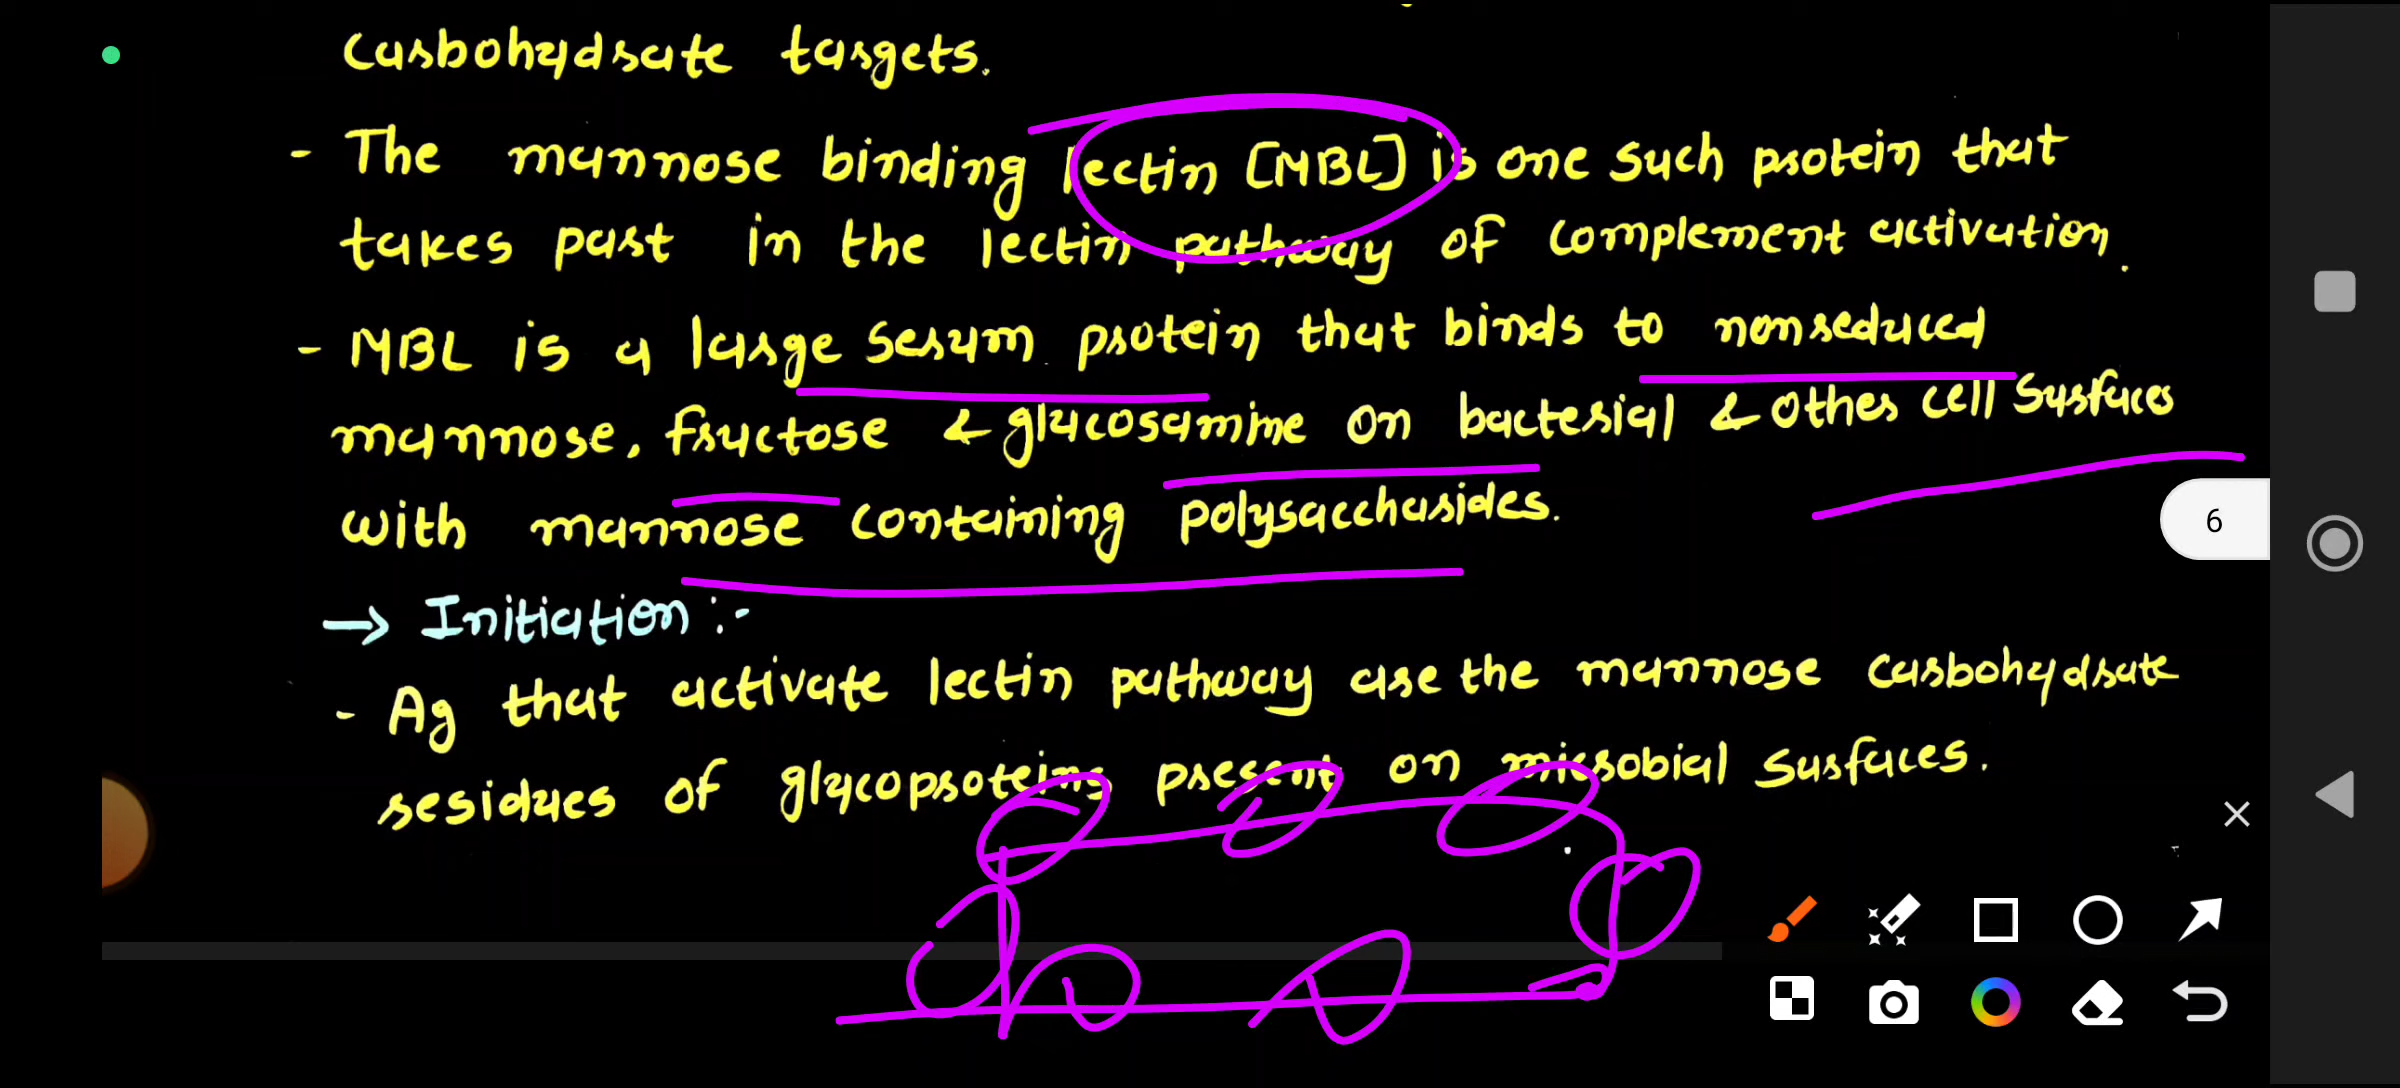 Carbohydrate targets.
- The mannose binding lectin [MBL] is one such protein that
takes part in the lectin pathway of complement activation.
- MBL is a large serum protein that binds to nonreduced
mannose, fructose & glucosamine on bacterial & other cell surfaces
with mannose containing polysaccharides.
6
→ Initiation :-
- Ag that activate lectin pathway are the mannose carbohydrate
residues of glycoproteins present on microbial surfaces.